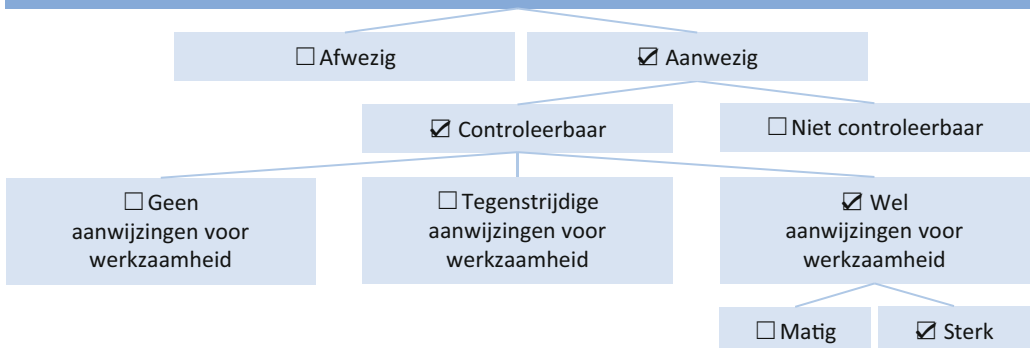 ☐ Afwezig
☑ Aanwezig
☑ Controleerbaar
☐ Niet controleerbaar
☐ Geen
aanwijzingen voor
werkzaamheid
☐ Tegenstrijdige
aanwijzingen voor
werkzaamheid
☑ Wel
aanwijzingen voor
werkzaamheid
☐ Matig
☑ Sterk